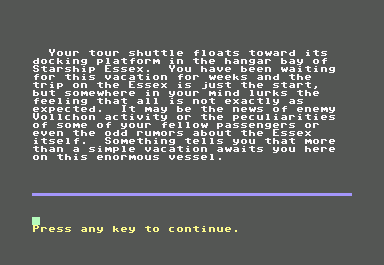 Your tour shuttle floats toward its
docking platform in the hangar bay of
Starship Essex.  You have been waiting
for this vacation for weeks and the
trip on the Essex is just the start,
but somewhere in your mind lurks the
feeling that all is not exactly as
expected.  It may be the news of enemy
Vollchon activity or the peculiarities
of some of your fellow passengers or
even the odd rumors about the Essex
itself.  Something tells you that more
than a simple vacation awaits you here
on this enormous vessel.
Press any key to continue.